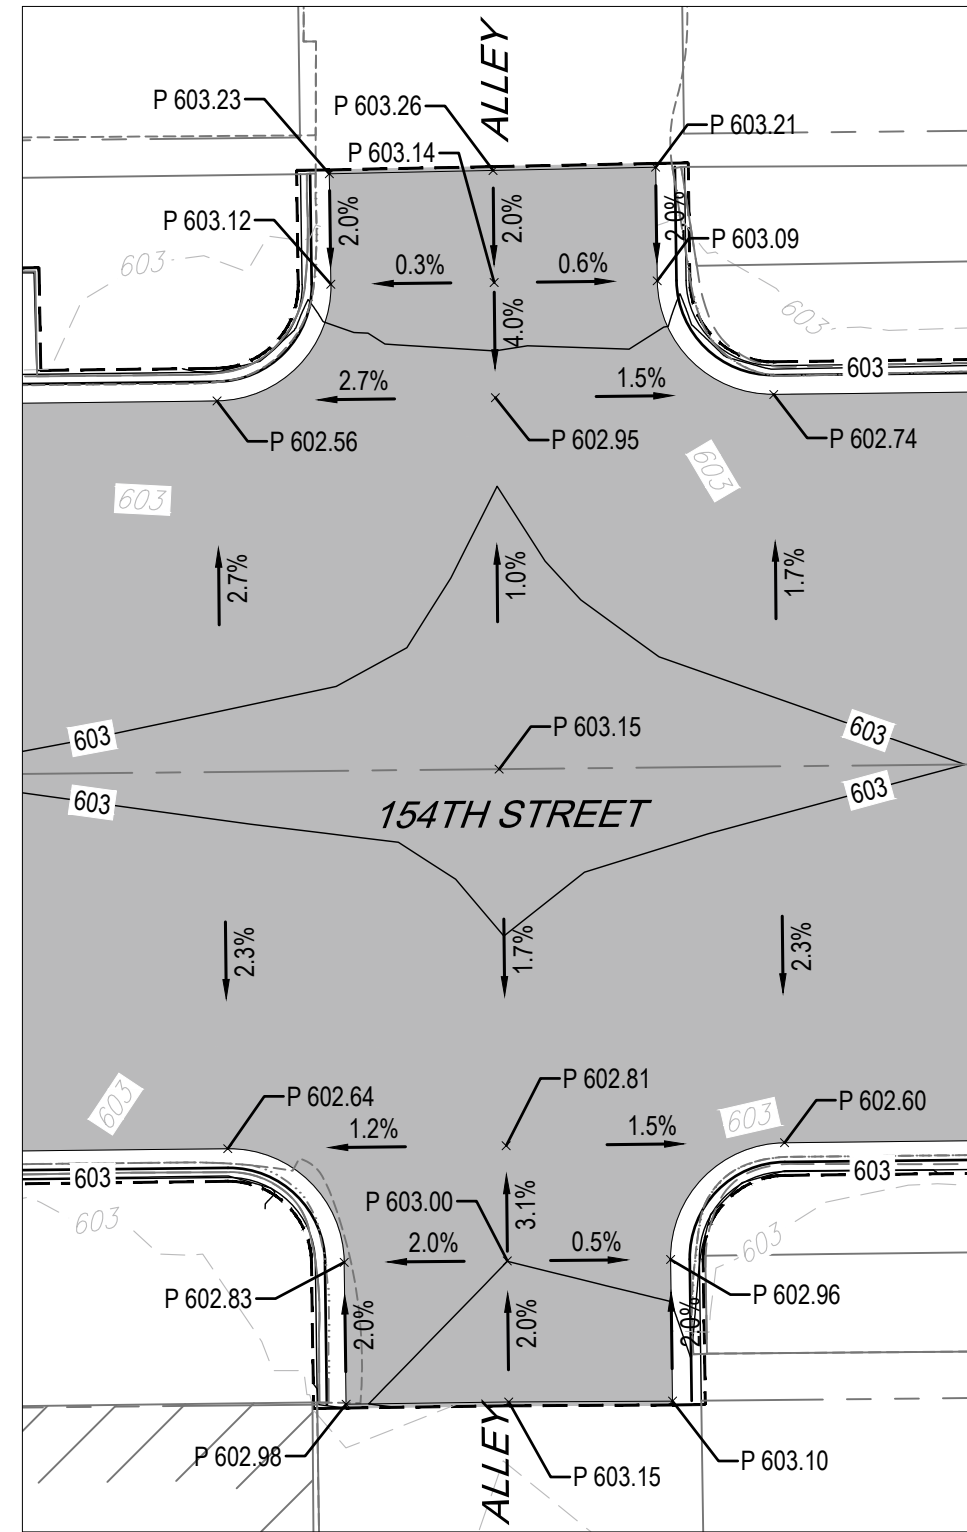 ALLEY
P 603.23
P 603.26
P 603.21
P 603.14
2.0%
2.0%
2.0%
P 603.12
P 603.09
603
0.3%
0.6%
603
4.0%
603
2.7%
1.5%
P 602.56
P 602.95
P 602.74
603
603
2.7%
1.0%
1.7%
603
P 603.15
603
603
603
154TH STREET
2.3%
1.7%
2.3%
603
P 602.81
P 602.64
P 602.60
603
1.2%
1.5%
603
603
603
P 603.00
3.1%
603
2.0%
0.5%
P 602.83
P 602.96
2.0%
2.0%
2.0%
P 602.98
ALLEY
P 603.15
P 603.10